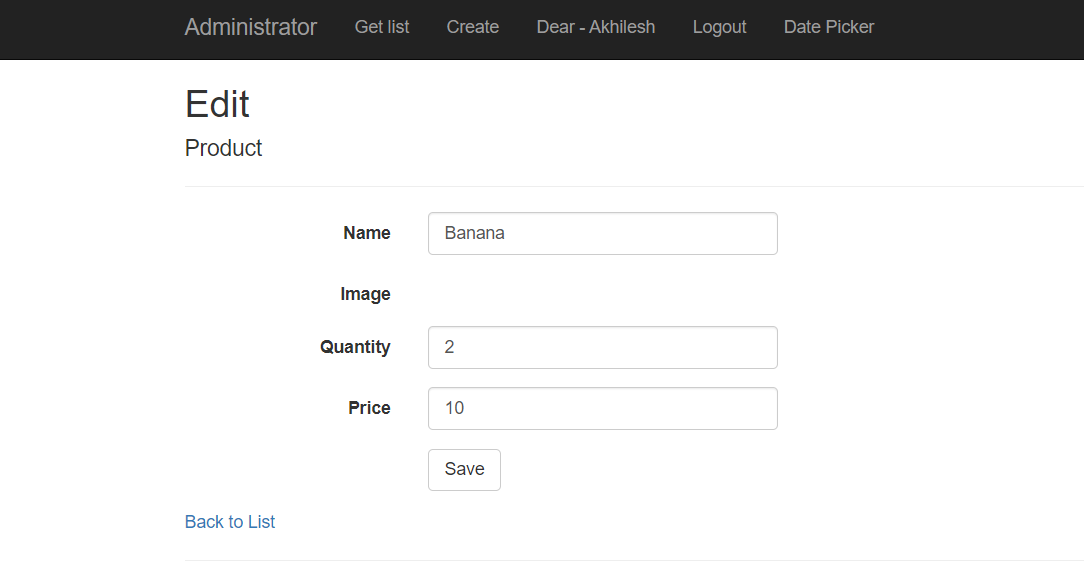 Administrator Get list Create Dear - Akhilesh Logout Date Picker
Edit
Product
Name Banana
Image
Quantity 2
Price 10
Save
Back to List